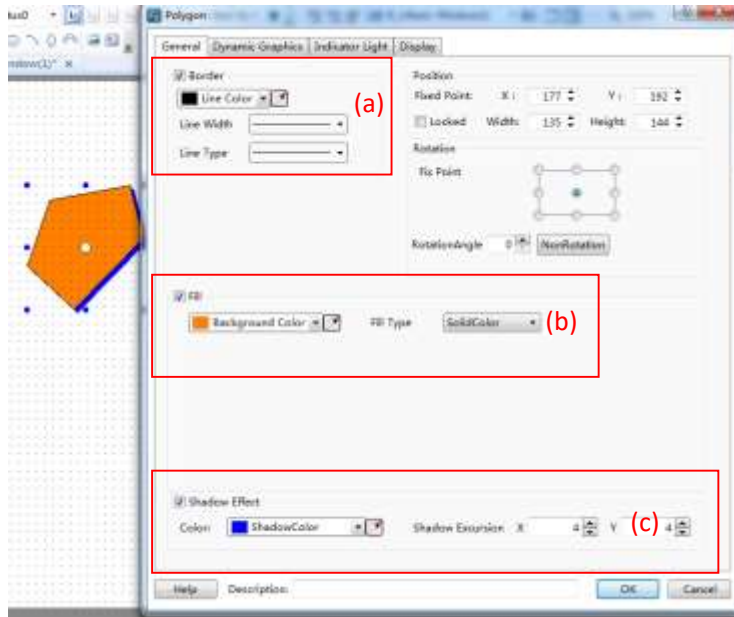 Polygon
ndow(1)* ×
General Dynamic Graphics Indicator Light Display
Border
Line Color
(a)
Line Width
Line Type
Position
Fixed Point: X: 177 Y: 192
Locked Width: 135 Height: 144
Rotation
Fix Point
RotationAngle 0 NonRotation
Fill
Background Color Fill Type SolidColor (b)
Shadow Effect
Color: ShadowColor Shadow Excursion X 4 Y (c) 4
Help Description: OK Cancel